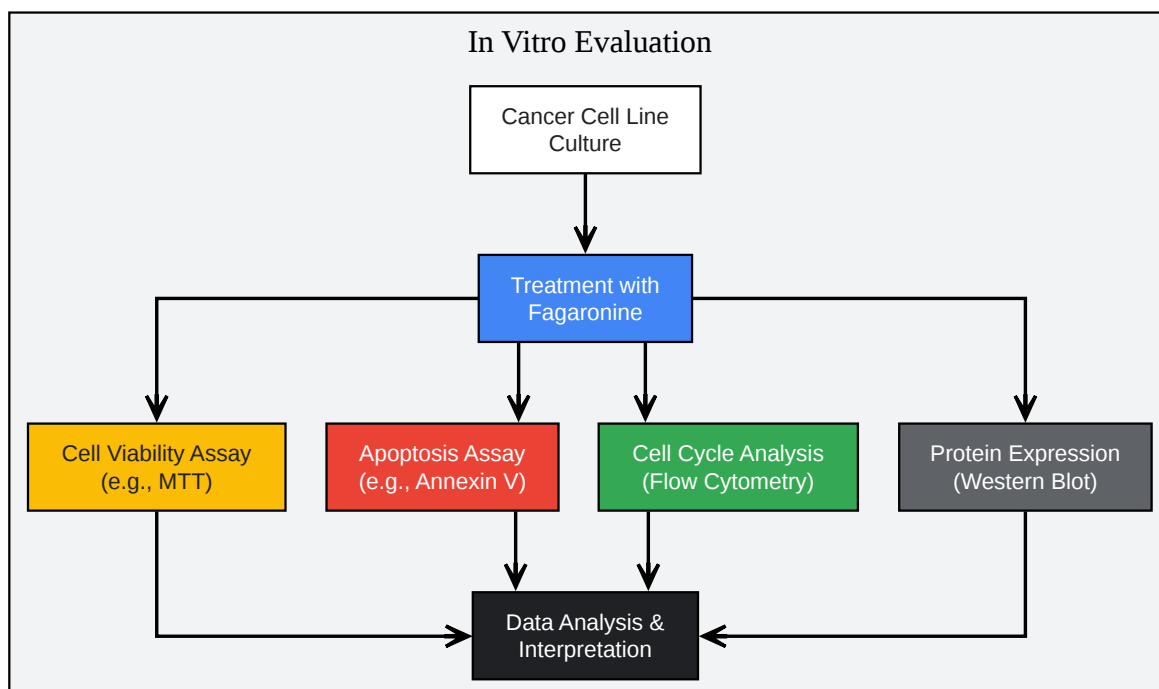 In Vitro Evaluation
Cancer Cell Line
Culture
Treatment with
Fagaronine
Cell Viability Assay
(e.g., MTT)
Apoptosis Assay
(e.g., Annexin V)
Cell Cycle Analysis
(Flow Cytometry)
Protein Expression
(Western Blot)
Data Analysis &
Interpretation